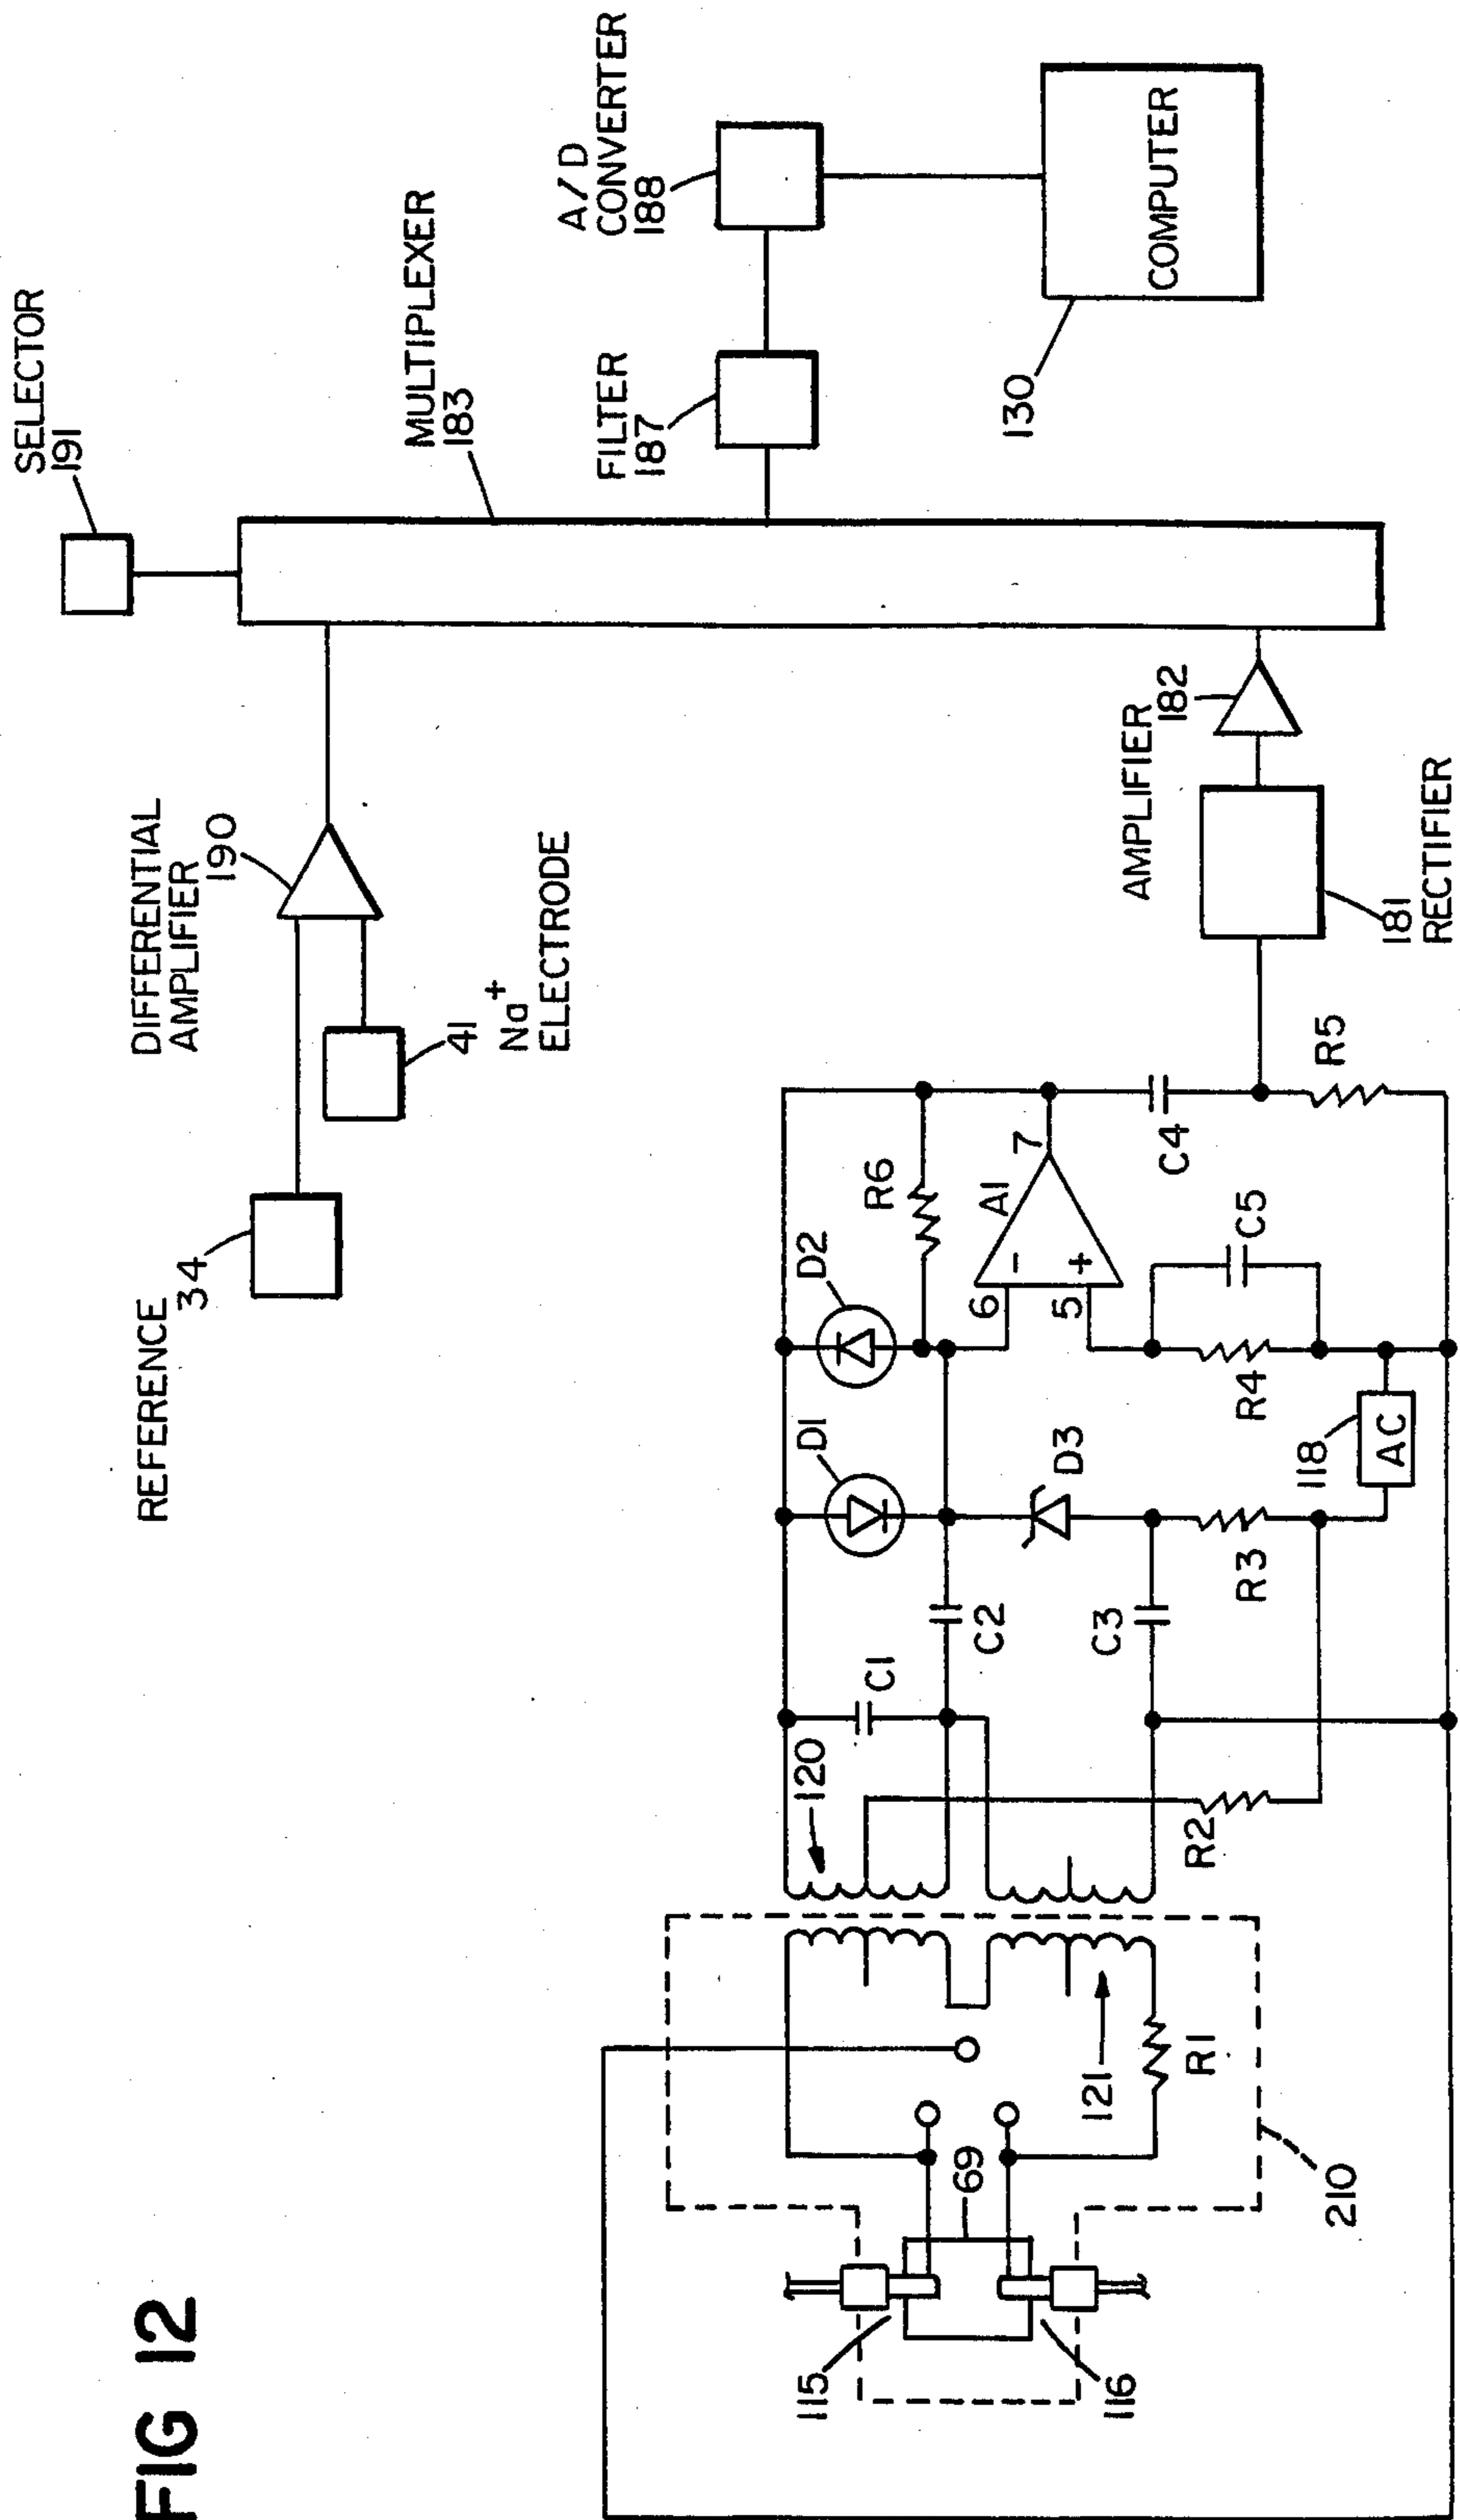 FIG 12
REFERENCE
34
DIFFERENTIAL
AMPLIFIER
190
41
Na+
ELECTRODE
SELECTOR
191
MULTIPLEXER
183
FILTER
187
A/D
CONVERTER
188
COMPUTER
130
AMPLIFIER
182
181
RECTIFIER
115
116
69
210
121
R1
120
C1
C2
C3
R2
D1
D2
D3
R3
R4
118
AC
R6
A1
6
5
7
-
+
C4
C5
R5